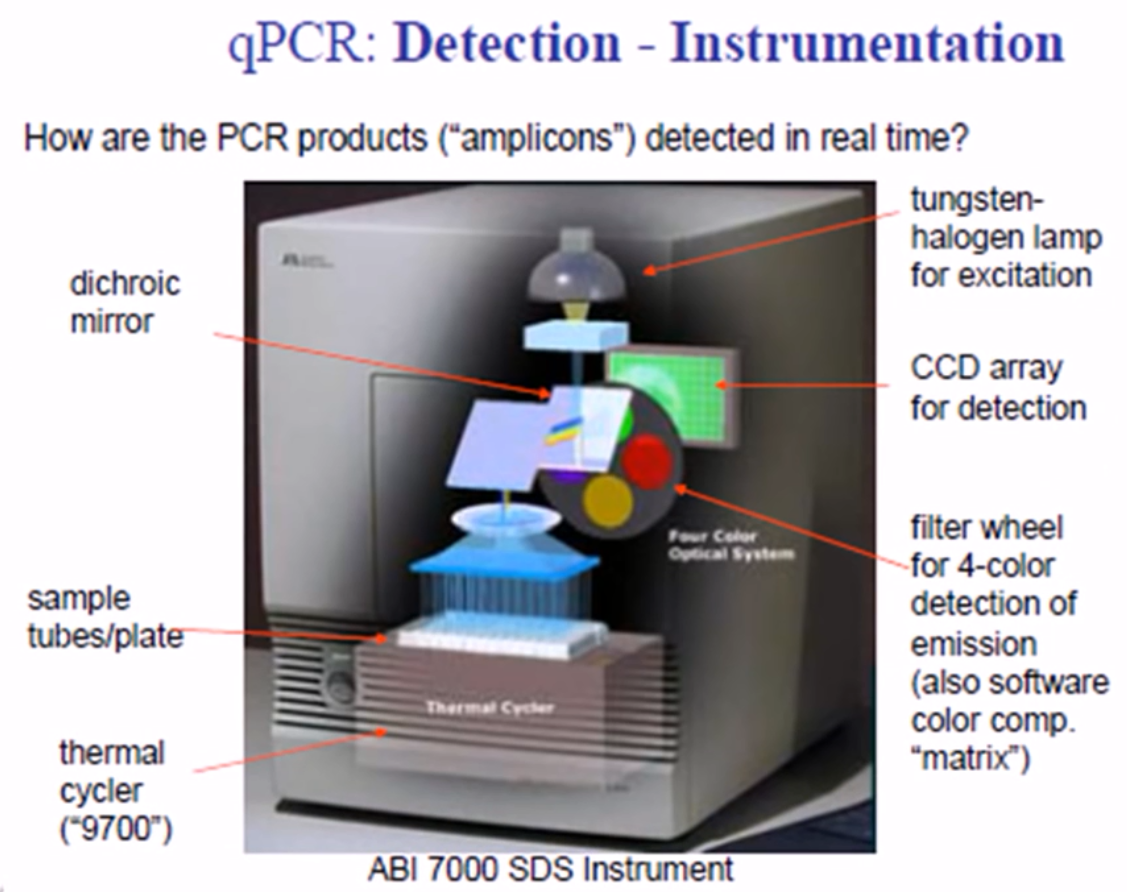 qPCR: Detection - Instrumentation
How are the PCR products (“amplicons”) detected in real time?
tungsten-
halogen lamp
for excitation
dichroic
mirror
CCD array
for detection
filter wheel
for 4-color
detection of
emission
(also software
color comp.
“matrix”)
Four Color
Optical System
sample
tubes/plate
Thermal Cycler
thermal
cycler
(“9700”)
ABI 7000 SDS Instrument